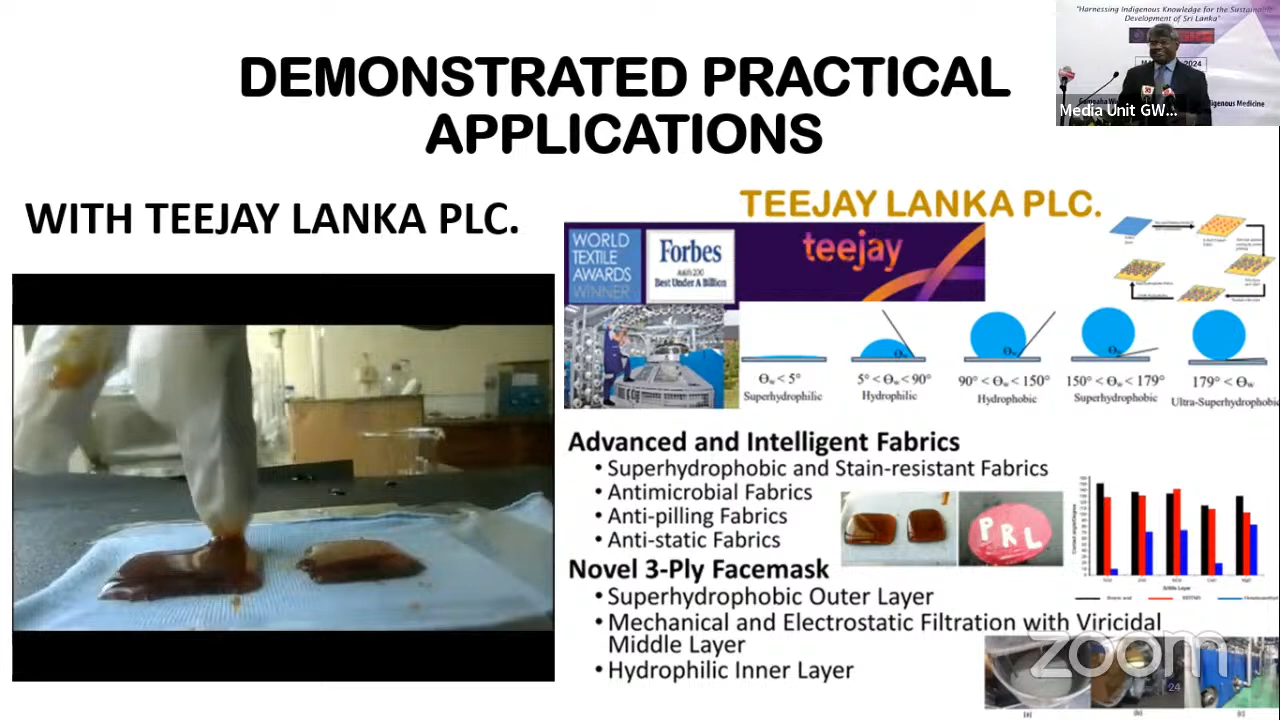 "Harnessing Indigenous Knowledge for the Sustainable
Development of Sri Lanka"
2024
Media Unit GW...
digenous Medicine
DEMONSTRATED PRACTICAL
APPLICATIONS
WITH TEEJAY LANKA PLC.
TEEJAY LANKA PLC.
WORLD
TEXTILE
AWARDS
WINNER
Forbes
Asia's 200
Best Under A Billion
teejay
ϴw < 5°
Superhydrophilic
5° < ϴw < 90°
Hydrophilic
90° < ϴw < 150°
Hydrophobic
150° < ϴw < 179°
Superhydrophobic
179° < ϴw
Ultra-Superhydrophobic
Advanced and Intelligent Fabrics
• Superhydrophobic and Stain-resistant Fabrics
• Antimicrobial Fabrics
• Anti-pilling Fabrics
• Anti-static Fabrics
PRL
Novel 3-Ply Facemask
• Superhydrophobic Outer Layer
• Mechanical and Electrostatic Filtration with Viricidal
Middle Layer
• Hydrophilic Inner Layer
zoom
24
(a)
(b)
(c)